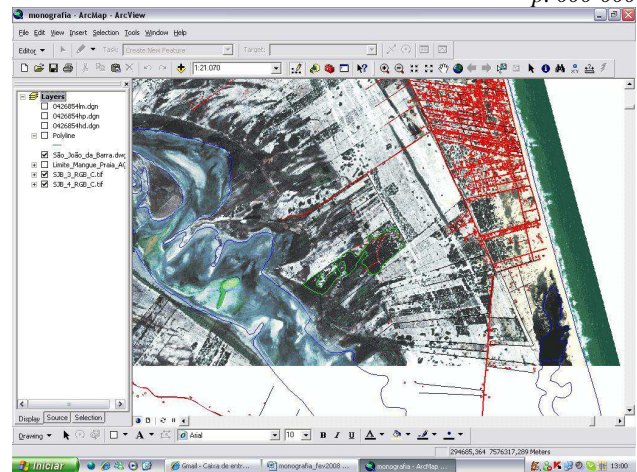 p. 000-000
monografia - ArcMap - ArcView
File Edit View Insert Selection Tools Window Help
Editor Task: Create New Feature Target:
1:21.070
Layers
0426854lm.dgn
0426854hp.dgn
0426854hd.dgn
Polyline
São_João_da_Barra.dwg
Limite_Mangue_Praia_AC
SJB_3_RGB_C.tif
SJB_4_RGB_C.tif
Display Source Selection
Drawing A Arial 10 B I U A
294685,364 7576317,289 Meters
Iniciar Gmail - Caixa de entr... monografia_fev2008 ... monografia - ArcMap - ... 13:00